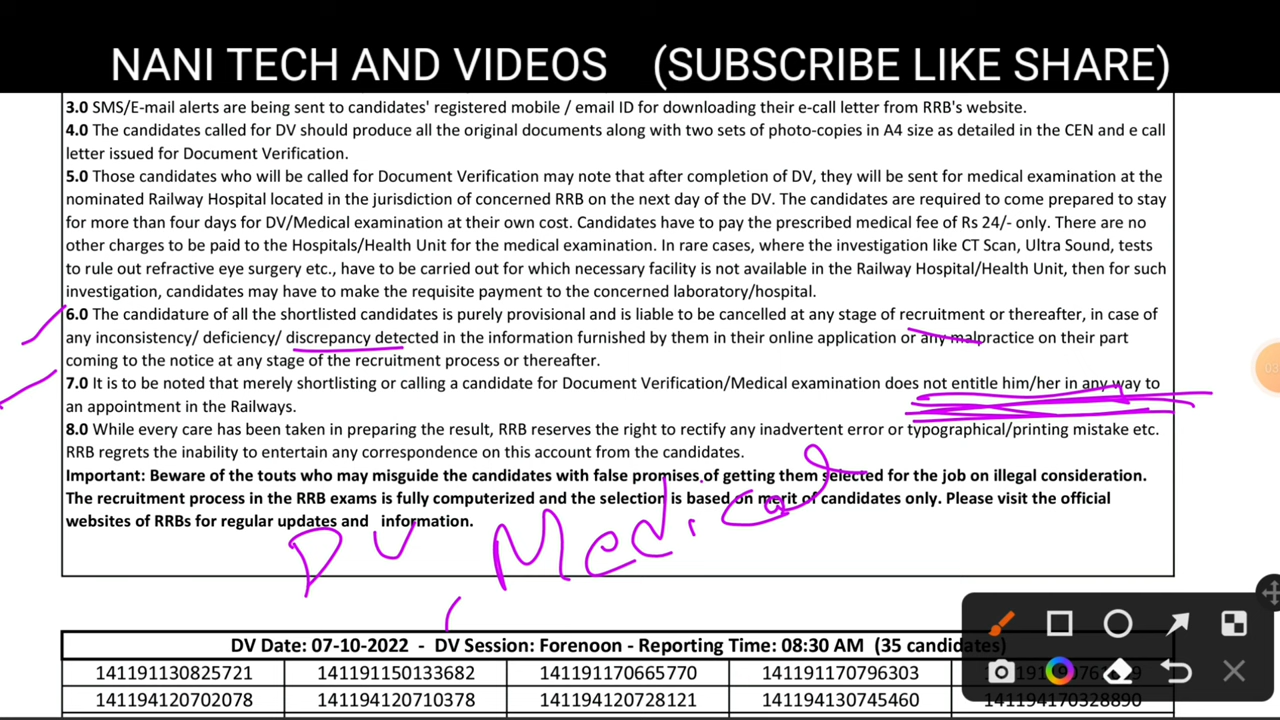 NANI TECH AND VIDEOS (SUBSCRIBE LIKE SHARE)
3.0 SMS/E-mail alerts are being sent to candidates' registered mobile / email ID for downloading their e-call letter from RRB's website.
4.0 The candidates called for DV should produce all the original documents along with two sets of photo-copies in A4 size as detailed in the CEN and e call
letter issued for Document Verification.
5.0 Those candidates who will be called for Document Verification may note that after completion of DV, they will be sent for medical examination at the
nominated Railway Hospital located in the jurisdiction of concerned RRB on the next day of the DV. The candidates are required to come prepared to stay
for more than four days for DV/Medical examination at their own cost. Candidates have to pay the prescribed medical fee of Rs 24/- only. There are no
other charges to be paid to the Hospitals/Health Unit for the medical examination. In rare cases, where the investigation like CT Scan, Ultra Sound, tests
to rule out refractive eye surgery etc., have to be carried out for which necessary facility is not available in the Railway Hospital/Health Unit, then for such
investigation, candidates may have to make the requisite payment to the concerned laboratory/hospital.
6.0 The candidature of all the shortlisted candidates is purely provisional and is liable to be cancelled at any stage of recruitment or thereafter, in case of
any inconsistency/ deficiency/ discrepancy detected in the information furnished by them in their online application or any malpractice on their part
coming to the notice at any stage of the recruitment process or thereafter.
7.0 It is to be noted that merely shortlisting or calling a candidate for Document Verification/Medical examination does not entitle him/her in any way to
an appointment in the Railways.
8.0 While every care has been taken in preparing the result, RRB reserves the right to rectify any inadvertent error or typographical/printing mistake etc.
RRB regrets the inability to entertain any correspondence on this account from the candidates.
Important: Beware of the touts who may misguide the candidates with false promises of getting them selected for the job on illegal consideration.
The recruitment process in the RRB exams is fully computerized and the selection is based on merit of candidates only. Please visit the official
websites of RRBs for regular updates and information.
DV Medical
DV Date: 07-10-2022 - DV Session: Forenoon - Reporting Time: 08:30 AM (35 candidates)
141191130825721 141191150133682 141191170665770 141191170796303
141194120702078 141194120710378 141194120728121 141194130745460 141194170328890